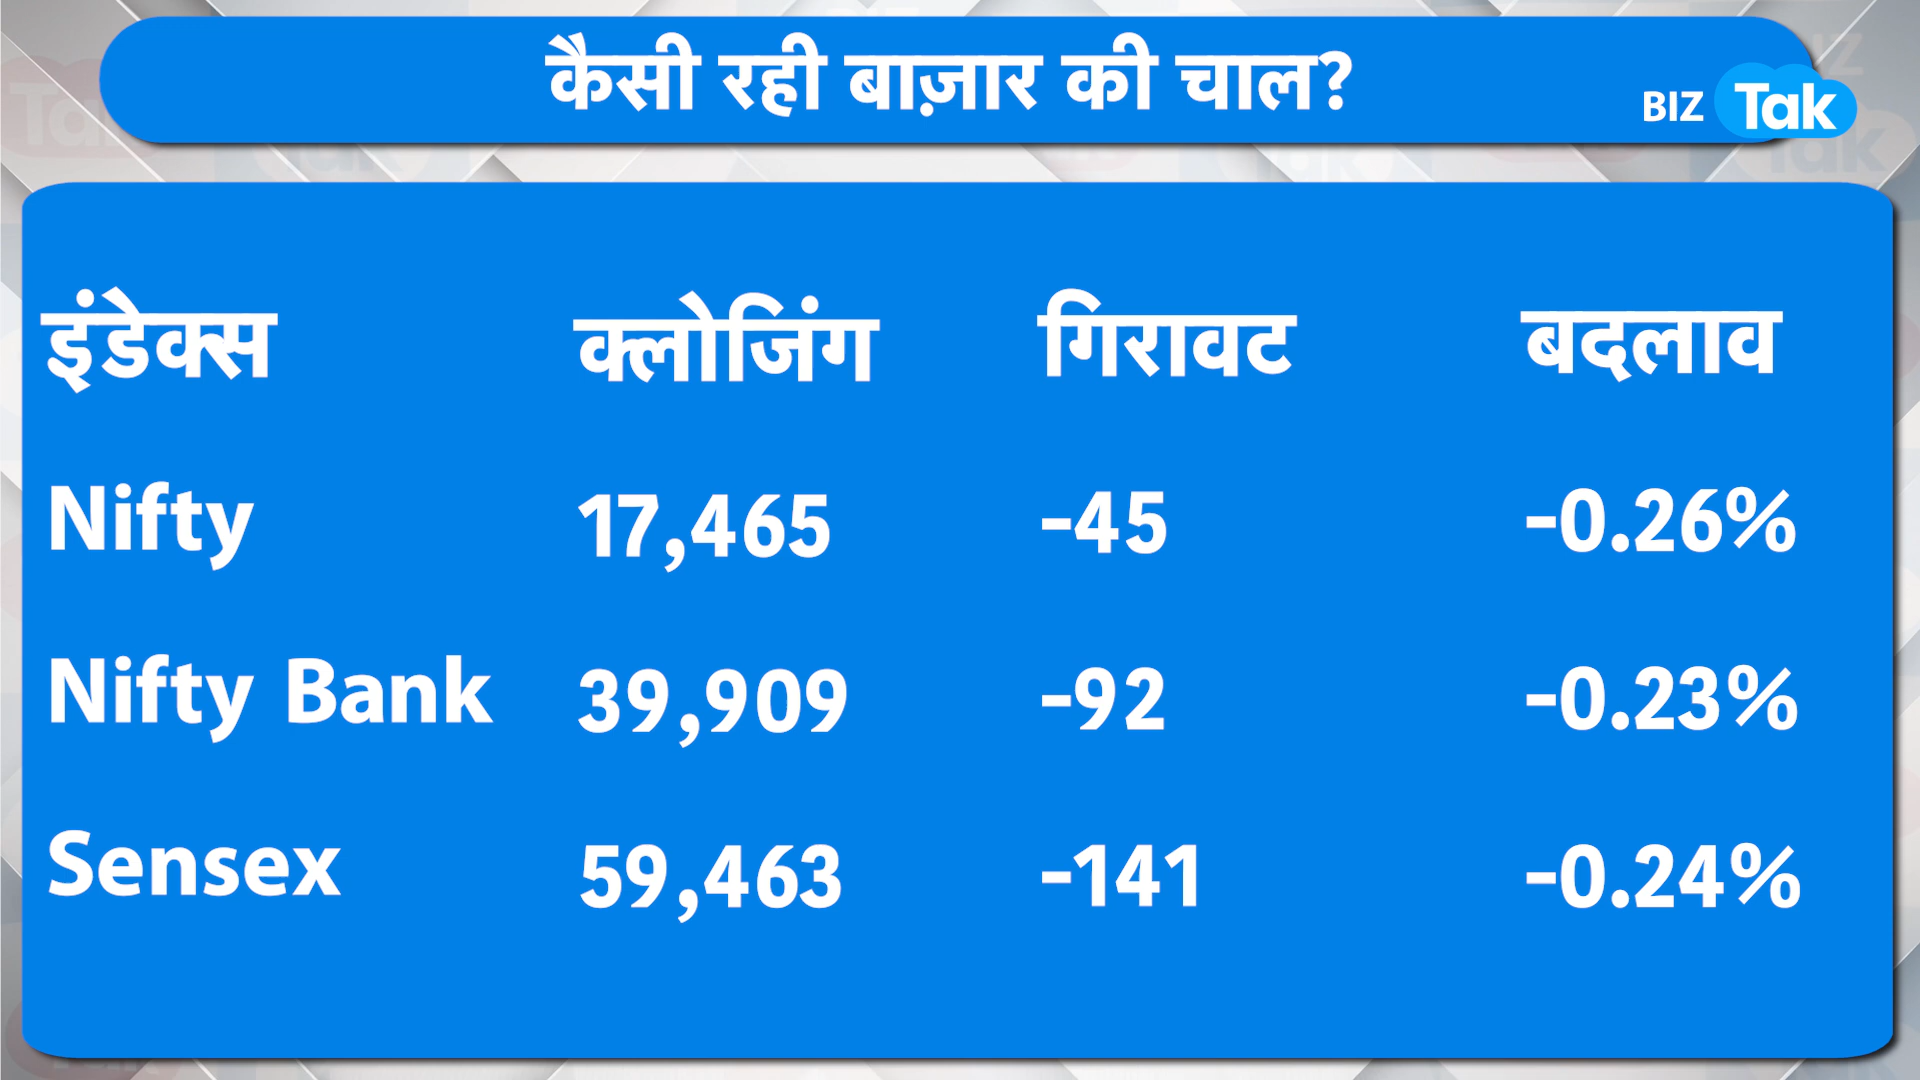 कैसी रही बाज़ार की चाल?
BIZ Tak
इंडेक्स क्लोजिंग गिरावट बदलाव
Nifty 17,465 -45 -0.26%
Nifty Bank 39,909 -92 -0.23%
Sensex 59,463 -141 -0.24%